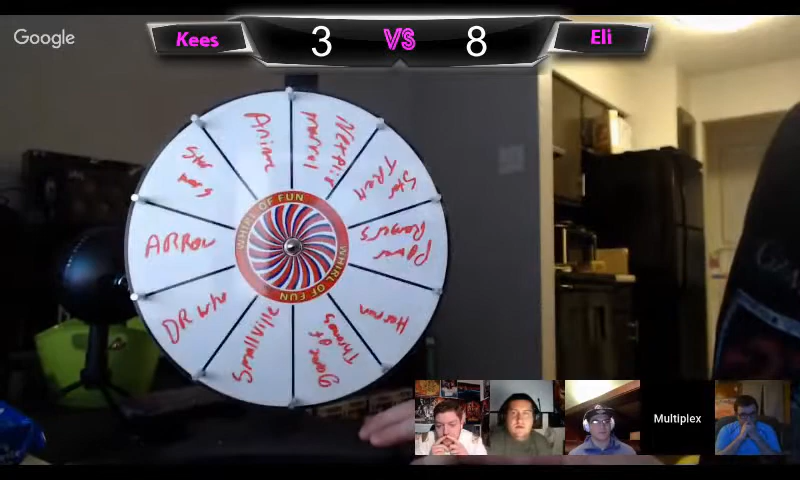 Google
Kees 3 VS 8 Eli
Anime
Netflix
marvel
Star
Trek
Star
wars
Power
Rangers
ARROW
Horror
DR who
Smallville
Game of
Thrones
WHIRL OF FUN
WHIRL OF FUN
Multiplex